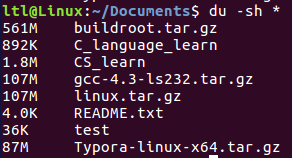 ltl@Linux:~/Documents$ du -sh *
561M buildroot.tar.gz
892K C_language_learn
1.8M CS_learn
107M gcc-4.3-ls232.tar.gz
107M linux.tar.gz
4.0K README.txt
36K test
87M Typora-linux-x64.tar.gz